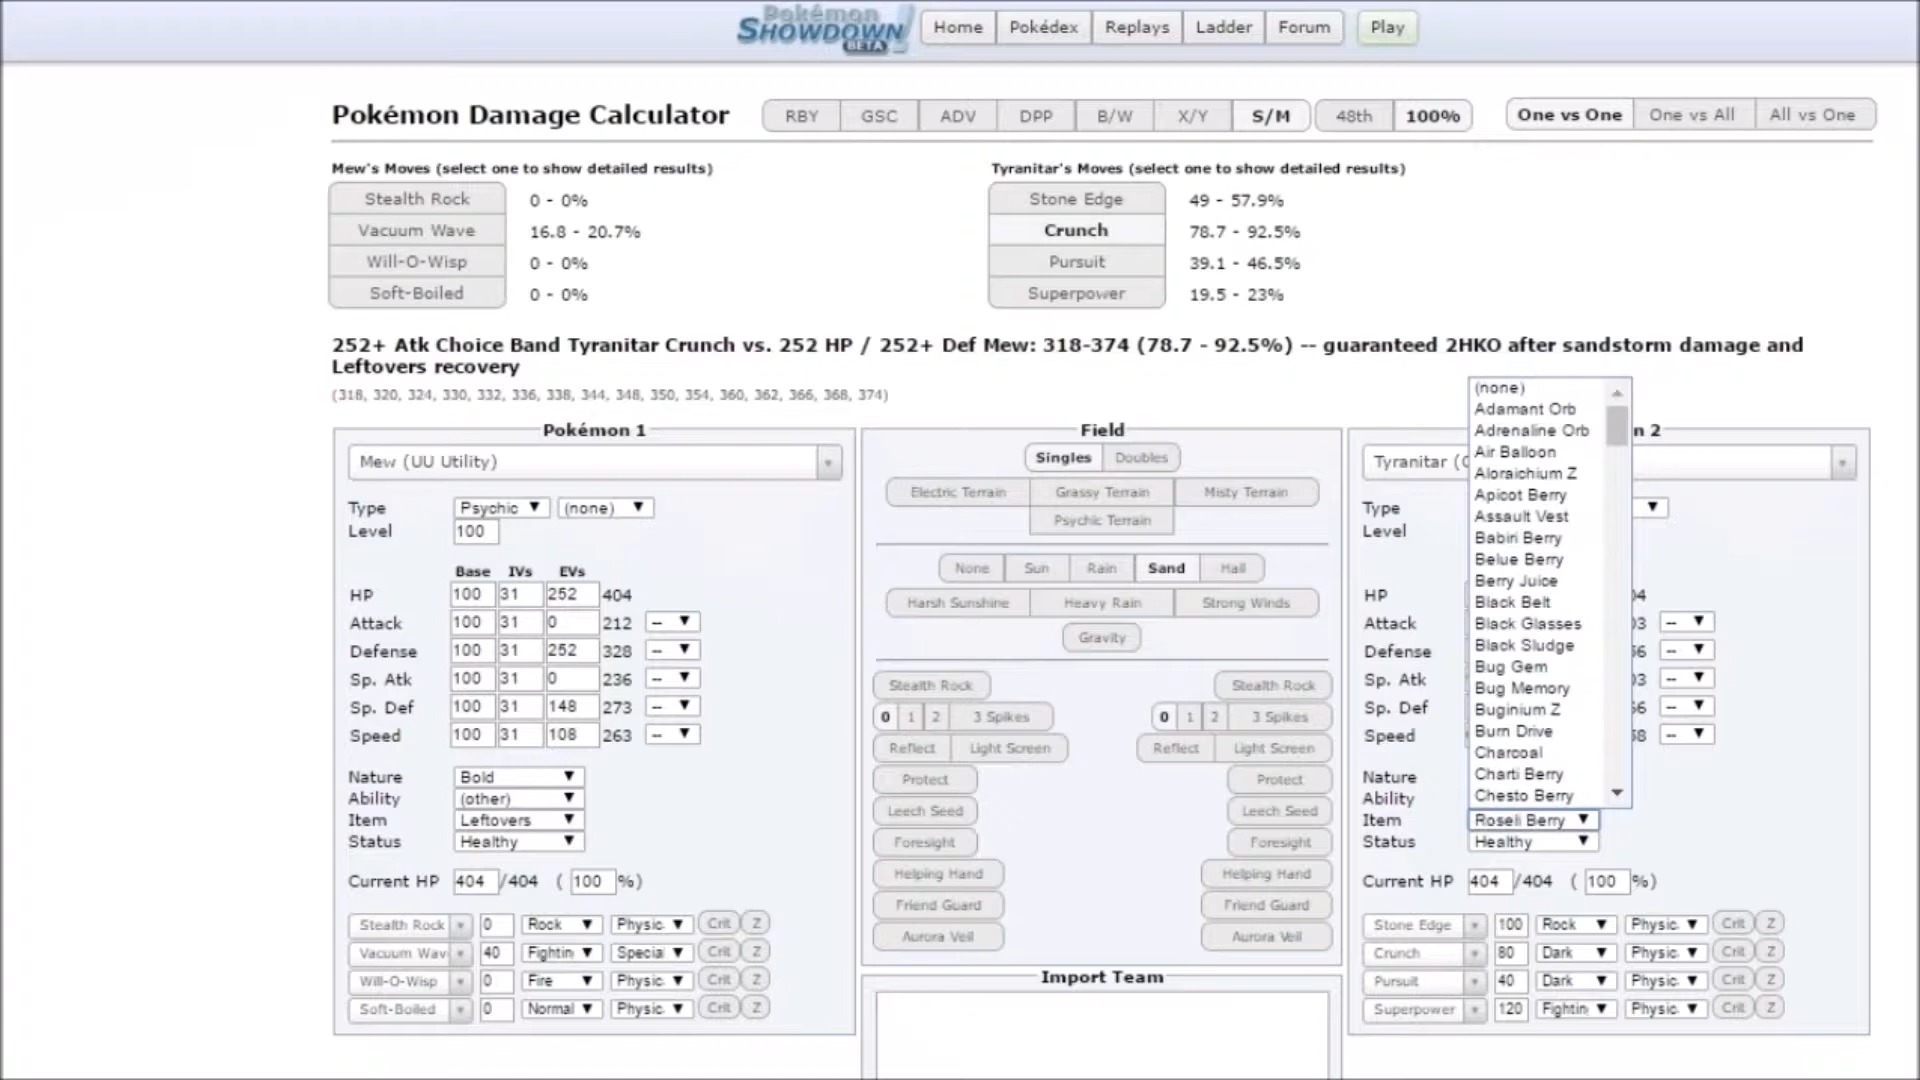 Pokémon SHOWDOWN! BETA
Home Pokédex Replays Ladder Forum Play
Pokémon Damage Calculator RBY GSC ADV DPP B/W X/Y S/M 48th 100% One vs One One vs All All vs One
Mew's Moves (select one to show detailed results) Tyranitar's Moves (select one to show detailed results)
Stealth Rock 0 - 0% Stone Edge 49 - 57.9%
Vacuum Wave 16.8 - 20.7% Crunch 78.7 - 92.5%
Will-O-Wisp 0 - 0% Pursuit 39.1 - 46.5%
Soft-Boiled 0 - 0% Superpower 19.5 - 23%
252+ Atk Choice Band Tyranitar Crunch vs. 252 HP / 252+ Def Mew: 318-374 (78.7 - 92.5%) -- guaranteed 2HKO after sandstorm damage and
Leftovers recovery
(318, 320, 324, 330, 332, 336, 338, 344, 348, 350, 354, 360, 362, 366, 368, 374)
Pokémon 1
Mew (UU Utility)
Type Psychic (none)
Level 100
Base IVs EVs
HP 100 31 252 404
Attack 100 31 0 212 --
Defense 100 31 252 328 --
Sp. Atk 100 31 0 236 --
Sp. Def 100 31 148 273 --
Speed 100 31 108 263 --
Nature Bold
Ability (other)
Item Leftovers
Status Healthy
Current HP 404 /404 ( 100 %)
Stealth Rock 0 Rock Physic Crit Z
Vacuum Wav 40 Fightin Specia Crit Z
Will-O-Wisp 0 Fire Physic Crit Z
Soft-Boiled 0 Normal Physic Crit Z
Field
Singles Doubles
Electric Terrain Grassy Terrain Misty Terrain
Psychic Terrain
None Sun Rain Sand Hail
Harsh Sunshine Heavy Rain Strong Winds
Gravity
Stealth Rock Stealth Rock
0 1 2 3 Spikes 0 1 2 3 Spikes
Reflect Light Screen Reflect Light Screen
Protect Protect
Leech Seed Leech Seed
Foresight Foresight
Helping Hand Helping Hand
Friend Guard Friend Guard
Aurora Veil Aurora Veil
Import Team
n 2
Tyranitar (
Type
Level
HP 04
Attack 03 --
Defense 56 --
Sp. Atk 03 --
Sp. Def 56 --
Speed 58 --
Nature
Ability
(none)
Adamant Orb
Adrenaline Orb
Air Balloon
Aloraichium Z
Apicot Berry
Assault Vest
Babiri Berry
Belue Berry
Berry Juice
Black Belt
Black Glasses
Black Sludge
Bug Gem
Bug Memory
Buginium Z
Burn Drive
Charcoal
Charti Berry
Chesto Berry
Item Roseli Berry
Status Healthy
Current HP 404 /404 ( 100 %)
Stone Edge 100 Rock Physic Crit Z
Crunch 80 Dark Physic Crit Z
Pursuit 40 Dark Physic Crit Z
Superpower 120 Fightin Physic Crit Z